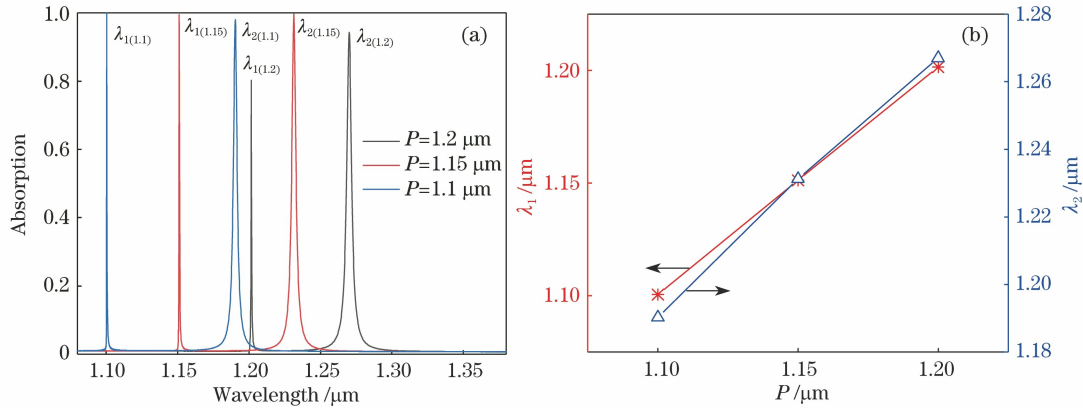 (a)
λ1(1.1)
λ1(1.15)
λ2(1.1)
λ1(1.2)
λ2(1.15)
λ2(1.2)
P=1.2 μm
P=1.15 μm
P=1.1 μm
1.0
0.8
0.6
0.4
0.2
0
Absorption
1.10 1.15 1.20 1.25 1.30 1.35
Wavelength /μm
(b)
1.20
1.15
1.10
λ1 /μm
1.28
1.26
1.24
1.22
1.20
1.18
λ2 /μm
1.10 1.15 1.20
P /μm